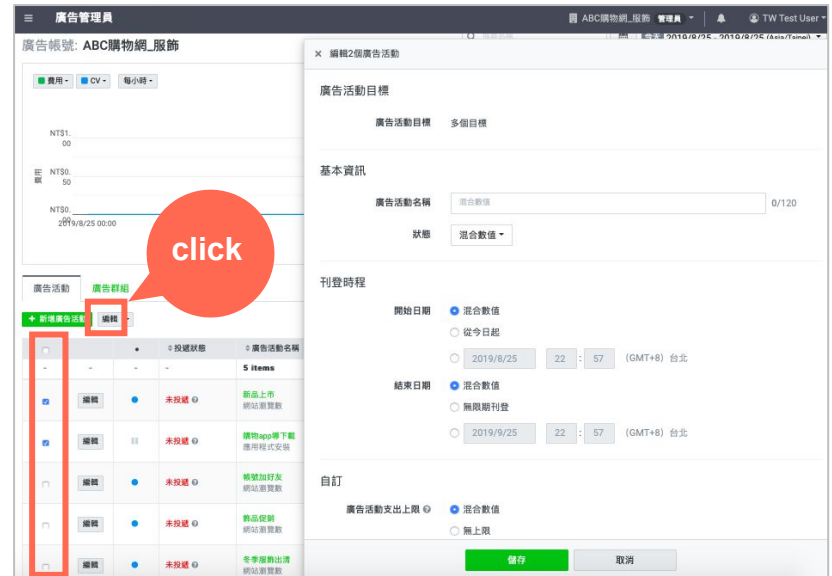 廣告管理員
ABC購物網_服飾 管理員
TW Test User
廣告帳號: ABC購物網_服飾
2019/8/25 - 2019/8/25 (Asia/Taipei)
費用 CV 每小時
NT$1.
00
費用
NT$0.
50
NT$0.
00
2019/8/25 00:00
click
廣告活動 廣告群組
+ 新增廣告活動 編輯
投遞狀態 廣告活動名稱
- - - - 5 items
編輯 未投遞 新品上市
網站瀏覽數
編輯 未投遞 購物app導下載
應用程式安裝
編輯 未投遞 帳號加好友
網站瀏覽數
編輯 未投遞 飾品促銷
網站瀏覽數
編輯 未投遞 冬季服飾出清
網站瀏覽數
× 編輯2個廣告活動
廣告活動目標
廣告活動目標 多個目標
基本資訊
廣告活動名稱 混合數值 0/120
狀態 混合數值
刊登時程
開始日期 混合數值
從今日起
2019/8/25 22 : 57 (GMT+8) 台北
結束日期 混合數值
無限期刊登
2019/9/25 22 : 57 (GMT+8) 台北
自訂
廣告活動支出上限 混合數值
無上限
儲存 取消